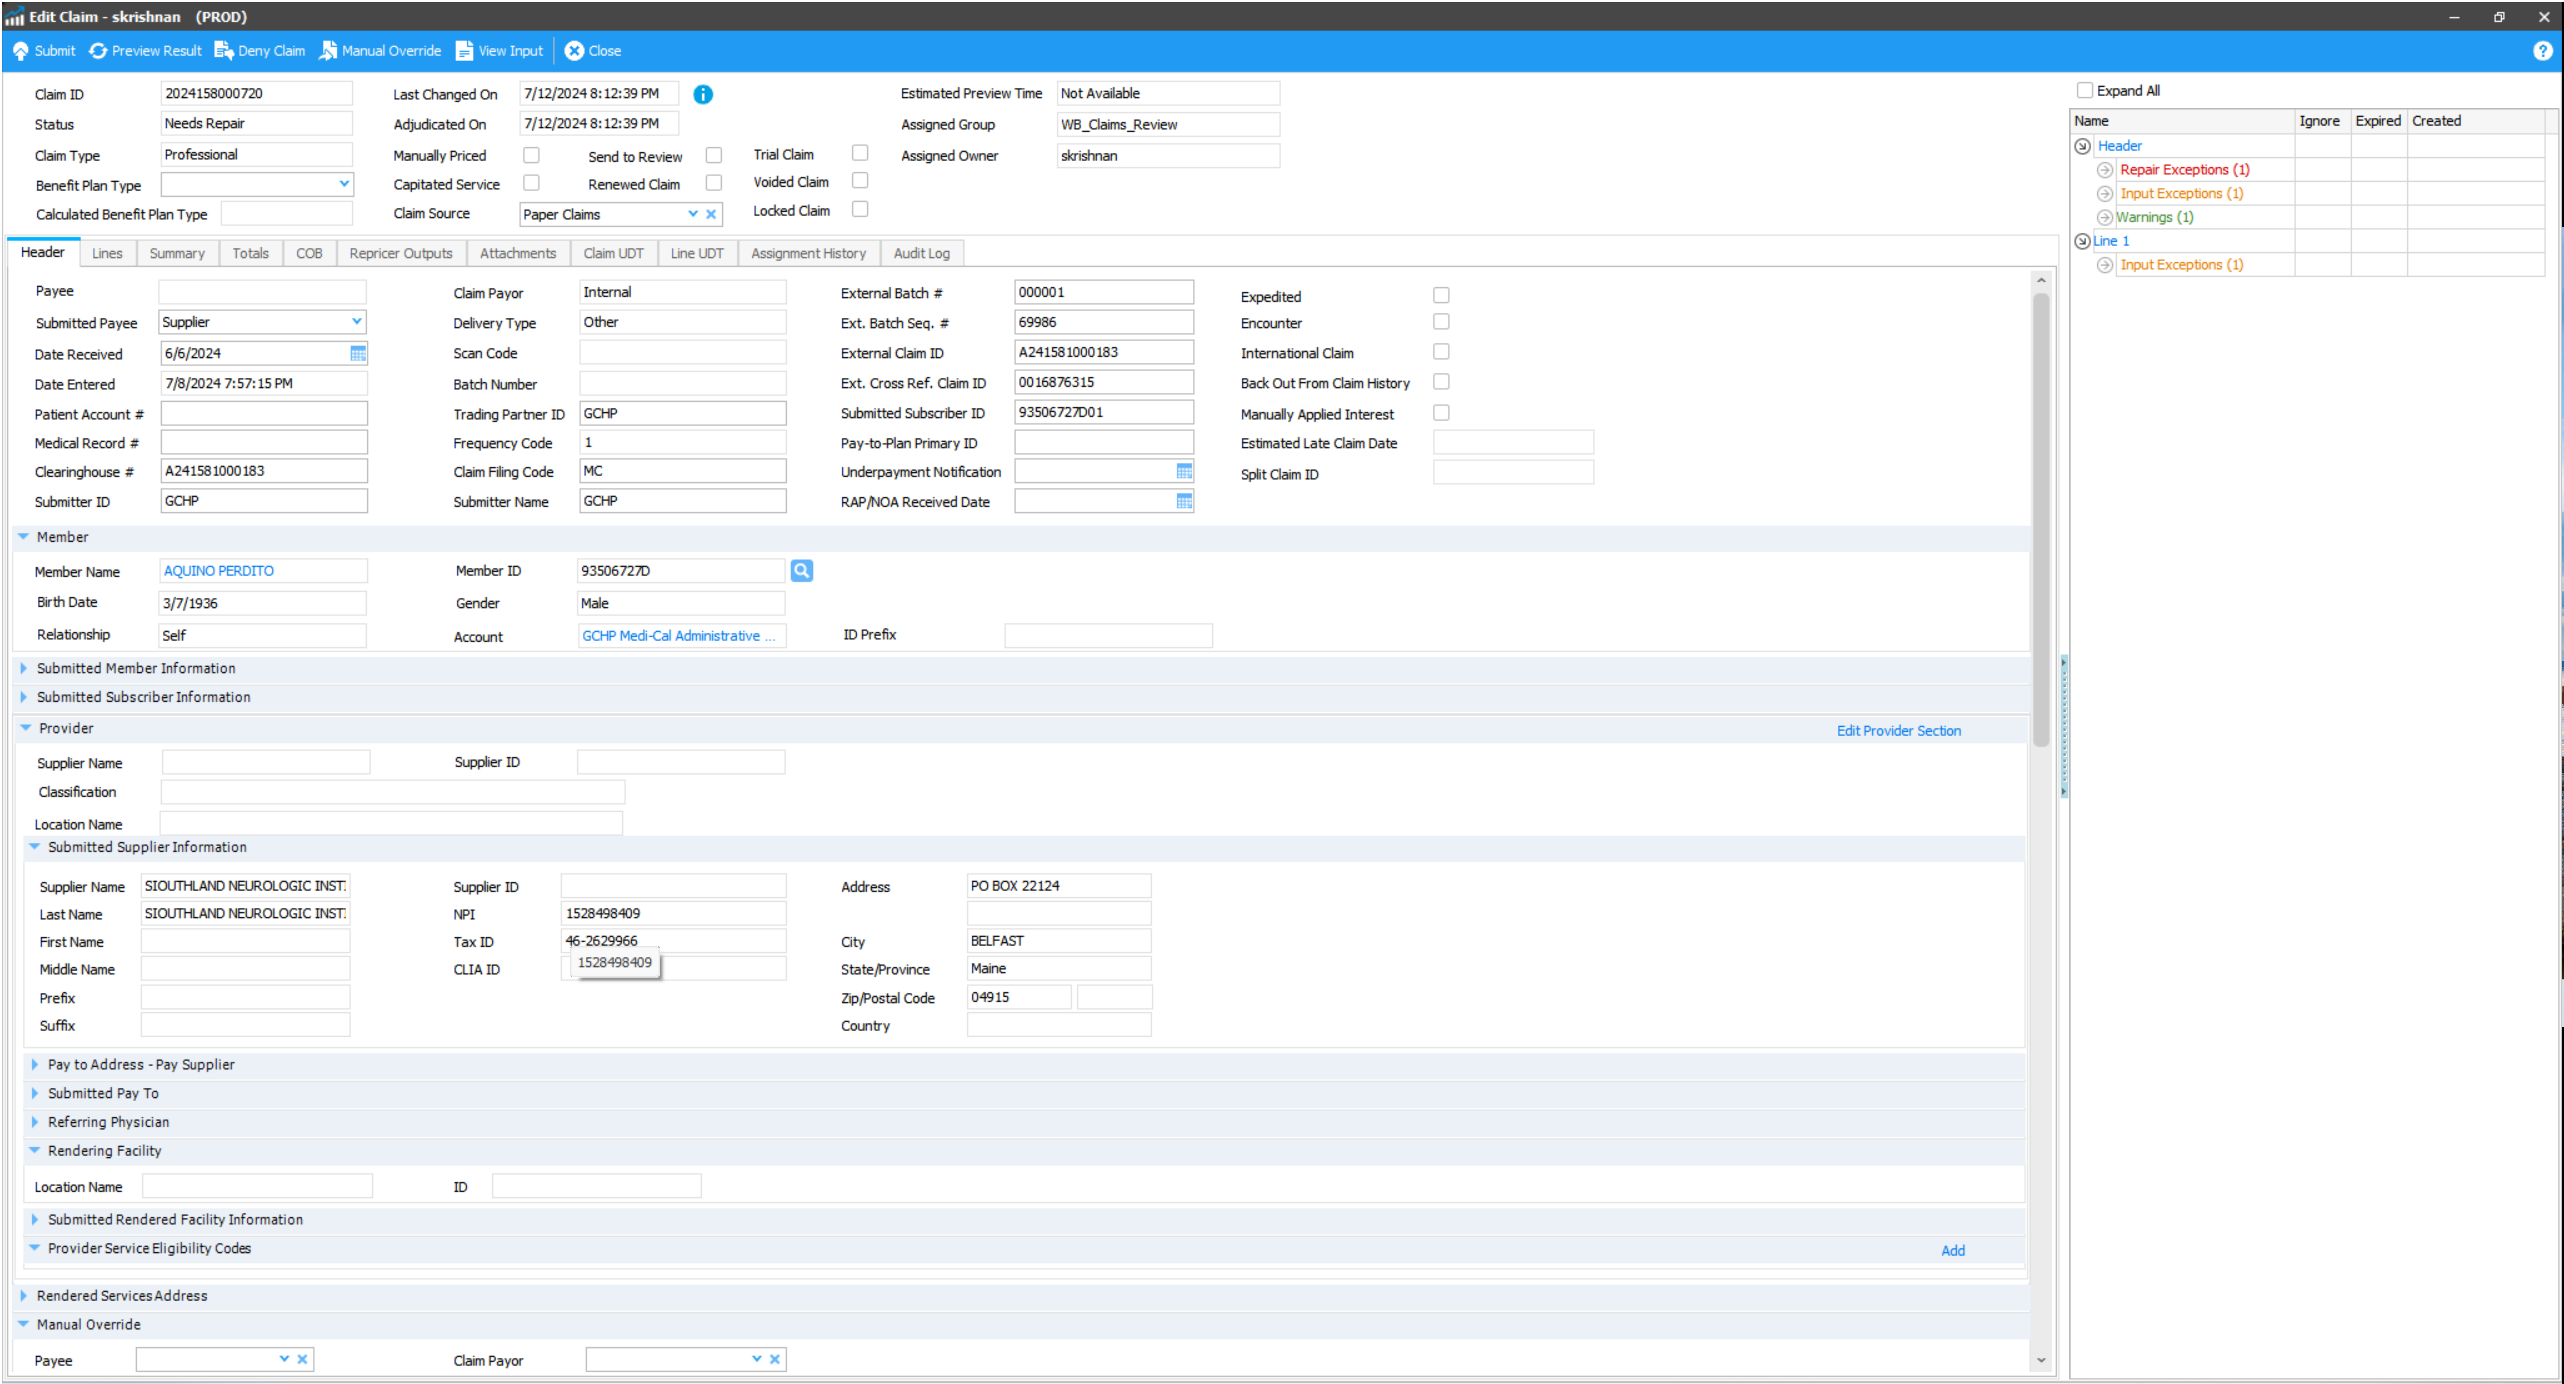 Edit Claim - skrishnan (PROD)
Submit Preview Result Deny Claim Manual Override View Input Close
Claim ID 2024158000720 Last Changed On 7/12/2024 8:12:39 PM Estimated Preview Time Not Available
Status Needs Repair Adjudicated On 7/12/2024 8:12:39 PM Assigned Group WB_Claims_Review
Claim Type Professional Manually Priced Send to Review Trial Claim Assigned Owner skrishnan
Benefit Plan Type Capitated Service Renewed Claim Voided Claim
Calculated Benefit Plan Type Claim Source Paper Claims Locked Claim
Header Lines Summary Totals COB Repricer Outputs Attachments Claim UDT Line UDT Assignment History Audit Log
Payee Claim Payor Internal External Batch # 000001 Expedited
Submitted Payee Supplier Delivery Type Other Ext. Batch Seq. # 69986 Encounter
Date Received 6/6/2024 Scan Code External Claim ID A241581000183 International Claim
Date Entered 7/8/2024 7:57:15 PM Batch Number Ext. Cross Ref. Claim ID 0016876315 Back Out From Claim History
Patient Account # Trading Partner ID GCHP Submitted Subscriber ID 93506727D01 Manually Applied Interest
Medical Record # Frequency Code 1 Pay-to-Plan Primary ID Estimated Late Claim Date
Clearinghouse # A241581000183 Claim Filing Code MC Underpayment Notification Split Claim ID
Submitter ID GCHP Submitter Name GCHP RAP/NOA Received Date
Member
Member Name AQUINO PERDITO Member ID 93506727D
Birth Date 3/7/1936 Gender Male
Relationship Self Account GCHP Medi-Cal Administrative ... ID Prefix
Submitted Member Information
Submitted Subscriber Information
Provider Edit Provider Section
Supplier Name Supplier ID
Classification
Location Name
Submitted Supplier Information
Supplier Name SIOUTHLAND NEUROLOGIC INSTI Supplier ID Address PO BOX 22124
Last Name SIOUTHLAND NEUROLOGIC INSTI NPI 1528498409
First Name Tax ID 46-2629966 City BELFAST
1528498409
Middle Name CLIA ID State/Province Maine
Prefix Zip/Postal Code 04915
Suffix Country
Pay to Address - Pay Supplier
Submitted Pay To
Referring Physician
Rendering Facility
Location Name ID
Submitted Rendered Facility Information
Provider Service Eligibility Codes Add
Rendered Services Address
Manual Override
Payee Claim Payor
Expand All
Name Ignore Expired Created
Header
Repair Exceptions (1)
Input Exceptions (1)
Warnings (1)
Line 1
Input Exceptions (1)